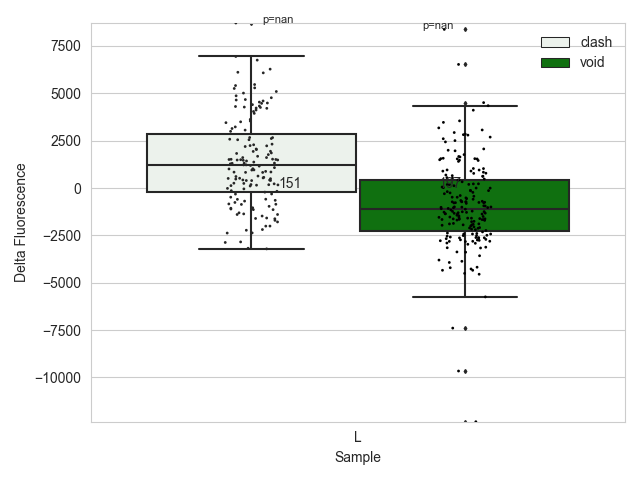 p=nan
p=nan
clash
void
7500
5000
2500
0
−2500
−5000
−7500
−10000
151
Delta Fluorescence
L
Sample